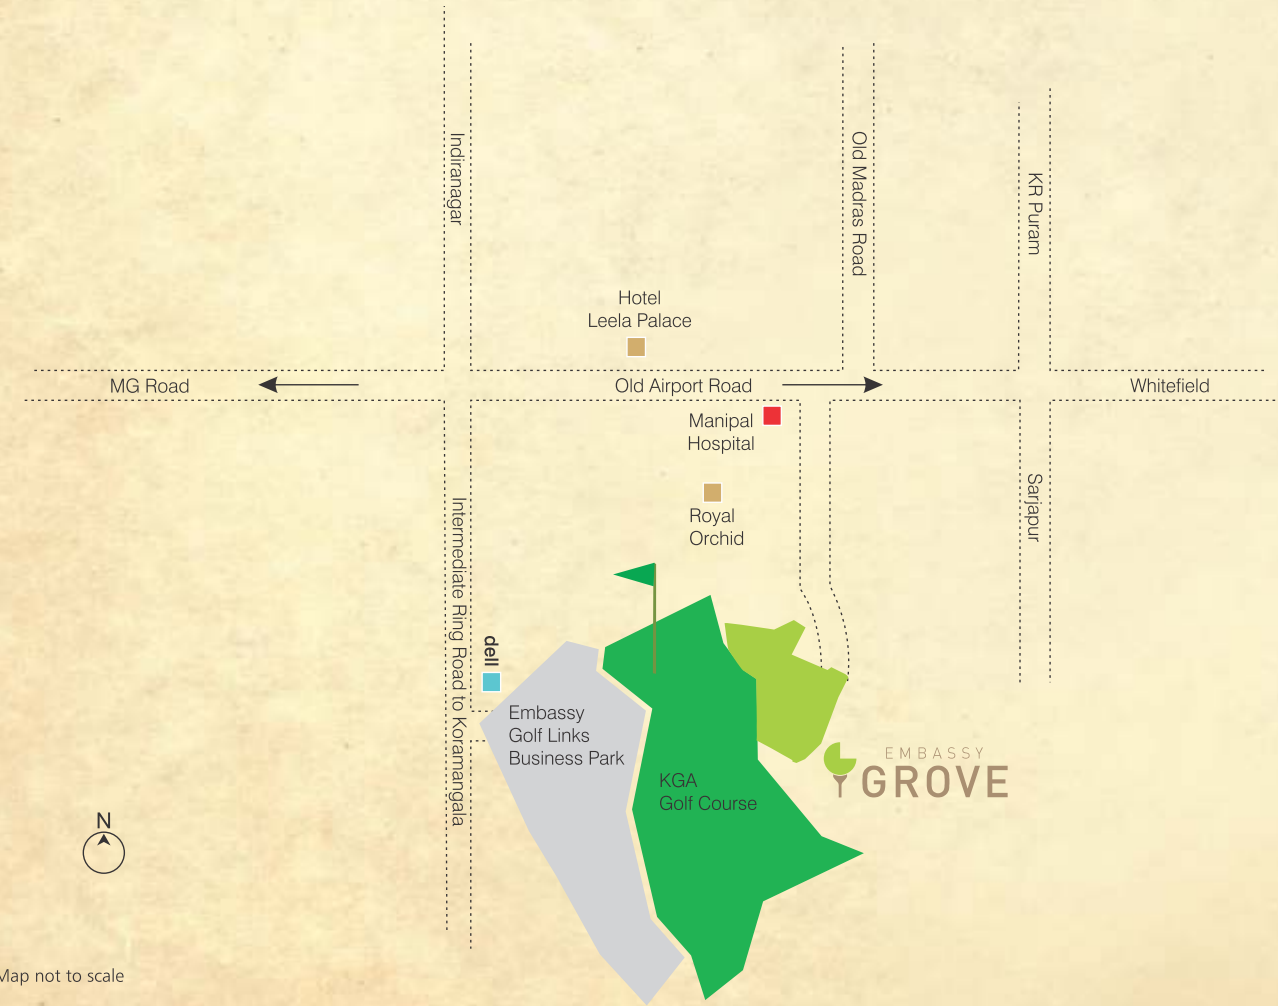 Indiranagar
Old Madras Road
KR Puram
Hotel
Leela Palace
MG Road
Old Airport Road
Whitefield
Manipal
Hospital
Royal
Orchid
Sarjapur
Intermediate Ring Road to Koramangala
dell
Embassy
Golf Links
Business Park
KGA
Golf Course
EMBASSY
GROVE
N
Map not to scale